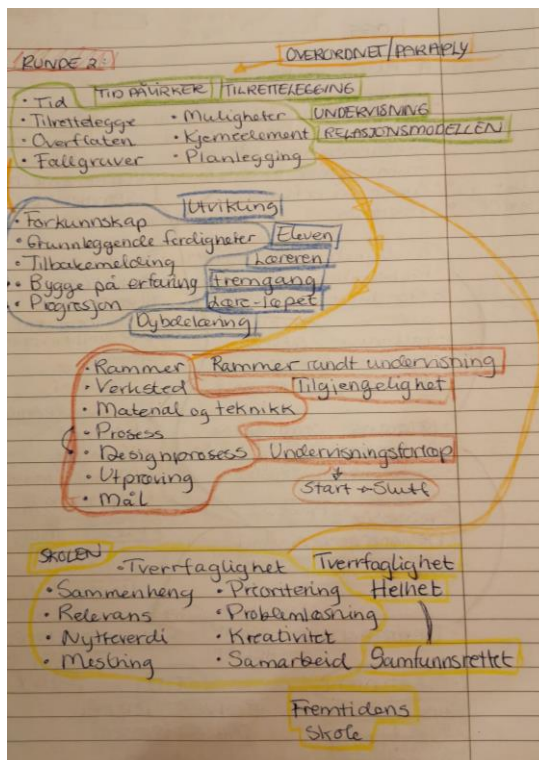 RUNDE 2:
OVERORDNET/PARAPLY
• Tid
TID PÅVIRKER
TILRETTELEGGING
• Tilrettelegge • Muligheter
UNDERVISNING
• Overflaten • Kjerneelement
RELASJONSMODELLEN
• Fallgruver • Planlegging
Utvikling
• Forkunnskap
• Grunnleggende ferdigheter
Eleven
• Tilbakemelding
Læreren
• Bygge på erfaring
Fremgang
• Progresjon
Lære-løpet
Dybdelæring
• Rammer
Rammer rundt undervisning
• Verksted
Tilgjengelighet
• Material og teknikk
• Prosess
• Designprosess
Undervisningsforløp
• Utprøving
Start → Slutt
• Mål
SKOLEN
• Tverrfaglighet
Tverrfaglighet
• Sammenheng • Prioritering
Helhet
• Relevans • Problemløsning
• Nytteverdi • Kreativitet
• Mestring • Samarbeid
Samfunnsrettet
Fremtidens
Skole